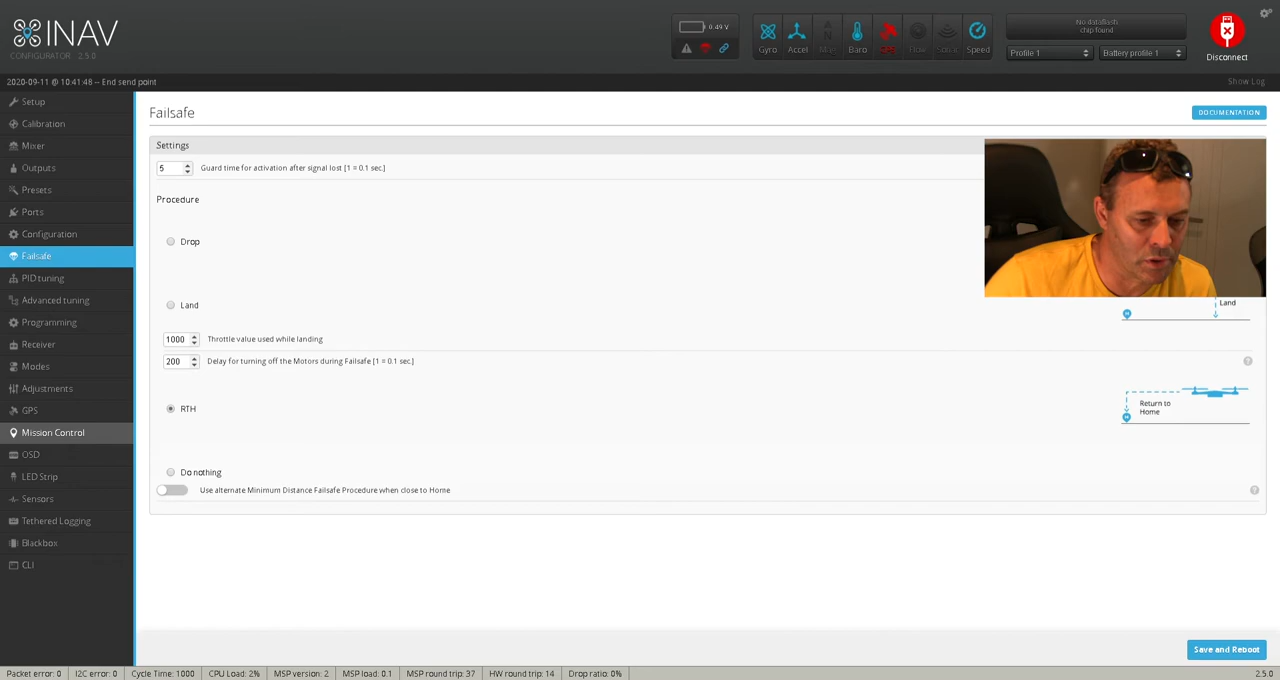 INAV
CONFIGURATOR 2.5.0
0.49 V
Gyro
Accel
Baro
GPS
Sonar
Speed
No dataflash
chip found
Profile 1
Battery profile 1
Disconnect
2020-09-11 @ 10:41:48 -- End send point
Show Log
Setup
Calibration
Mixer
Outputs
Presets
Ports
Configuration
Failsafe
PID tuning
Advanced tuning
Programming
Receiver
Modes
Adjustments
GPS
Mission Control
OSD
LED Strip
Sensors
Tethered Logging
Blackbox
CLI
Failsafe
DOCUMENTATION
Settings
5 Guard time for activation after signal lost [1 = 0.1 sec.]
Procedure
Drop
Land
Land
1000 Throttle value used while landing
200 Delay for turning off the Motors during Failsafe [1 = 0.1 sec.]
?
RTH
Return to
Home
Do nothing
Use alternate Minimum Distance Failsafe Procedure when close to Home
?
Save and Reboot
Packet error: 0
I2C error: 0
Cycle Time: 1000
CPU Load: 2%
MSP version: 2
MSP load: 0.1
MSP round trip: 37
HW round trip: 14
Drop ratio: 0%
2.5.0